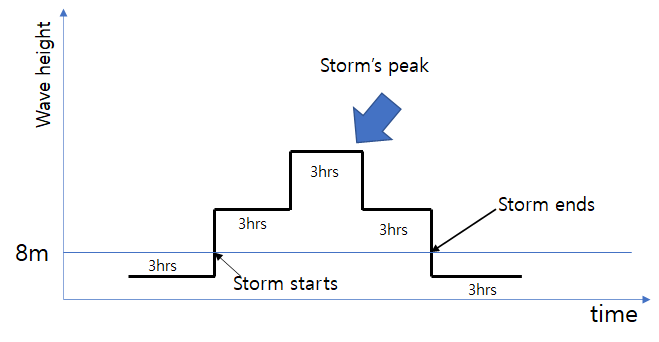 Wave height
Storm's peak
3hrs
3hrs
3hrs
Storm ends
8m
3hrs
Storm starts
3hrs
time